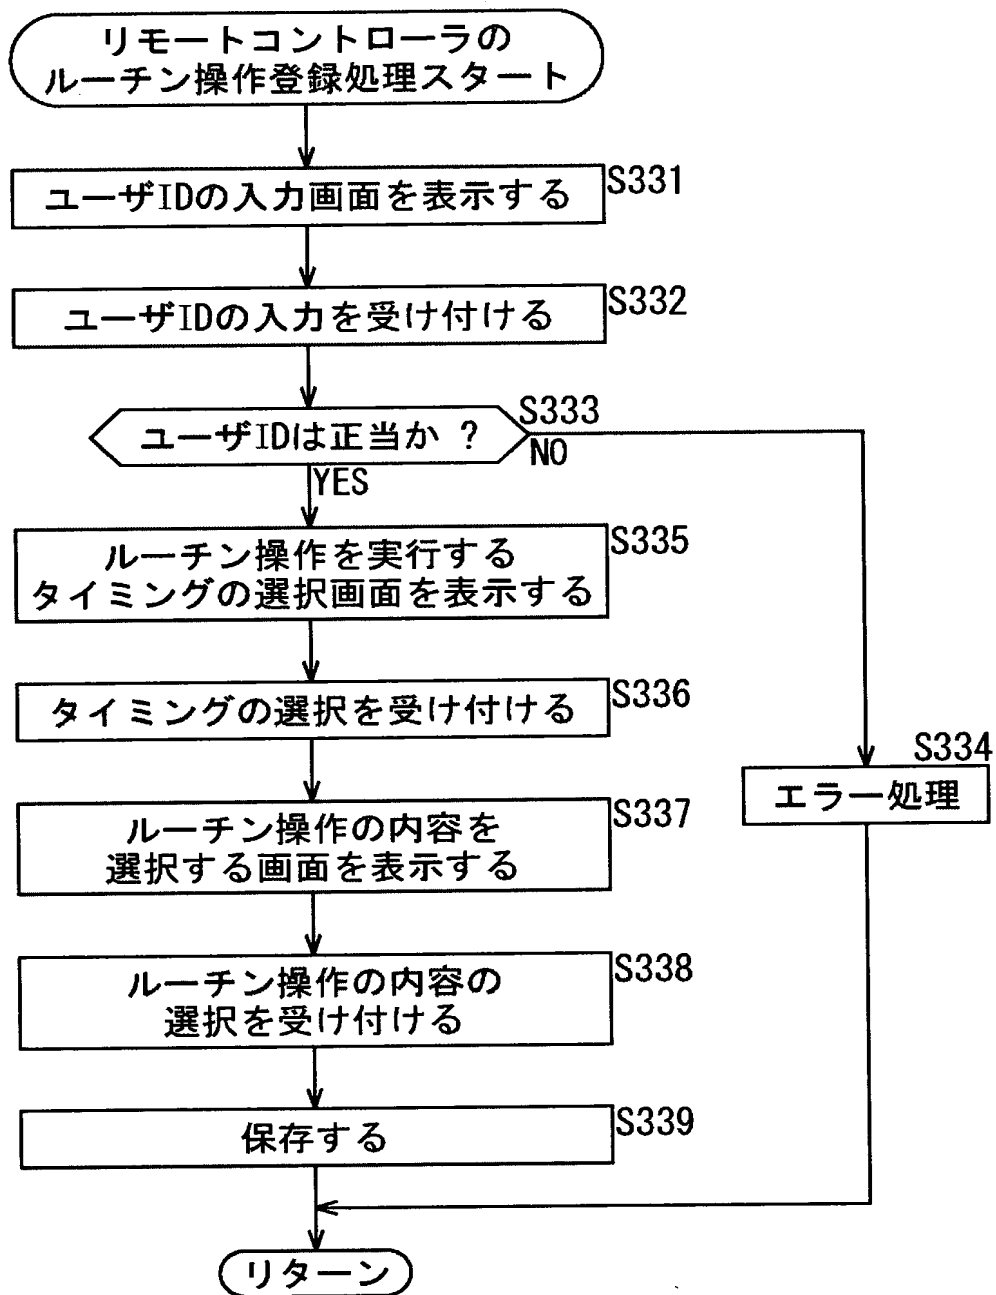 リモートコントローラの
ルーチン操作登録処理スタート
ユーザIDの入力画面を表示する
S331
ユーザIDの入力を受け付ける
S332
ユーザIDは正当か ?
S333
NO
YES
ルーチン操作を実行する
タイミングの選択画面を表示する
S335
タイミングの選択を受け付ける
S336
S334
エラー処理
ルーチン操作の内容を
選択する画面を表示する
S337
ルーチン操作の内容の
選択を受け付ける
S338
保存する
S339
リターン